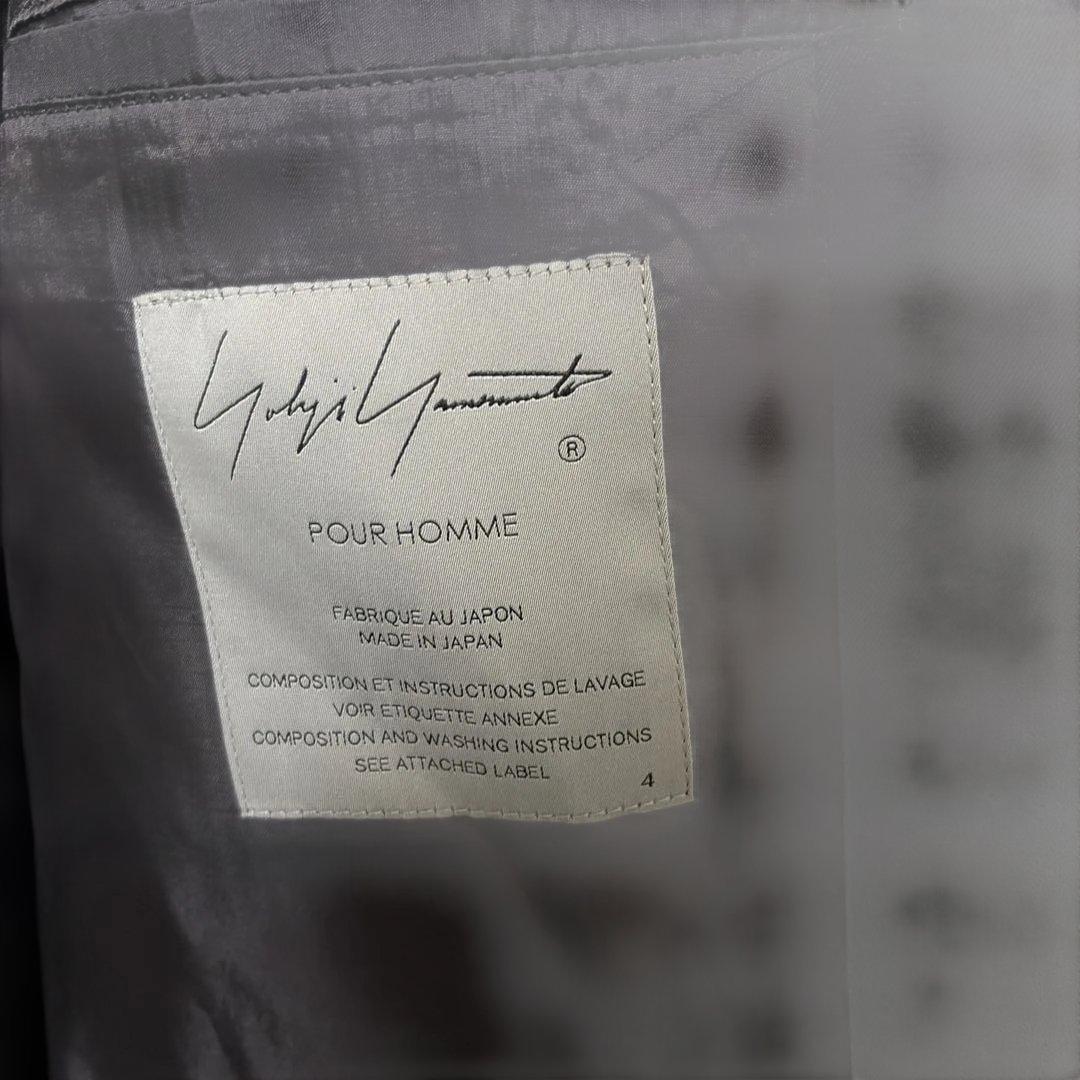 Yohji Yamamoto
®
POUR HOMME
FABRIQUE AU JAPON
MADE IN JAPAN
COMPOSITION ET INSTRUCTIONS DE LAVAGE
VOIR ETIQUETTE ANNEXE
COMPOSITION AND WASHING INSTRUCTIONS
SEE ATTACHED LABEL
4